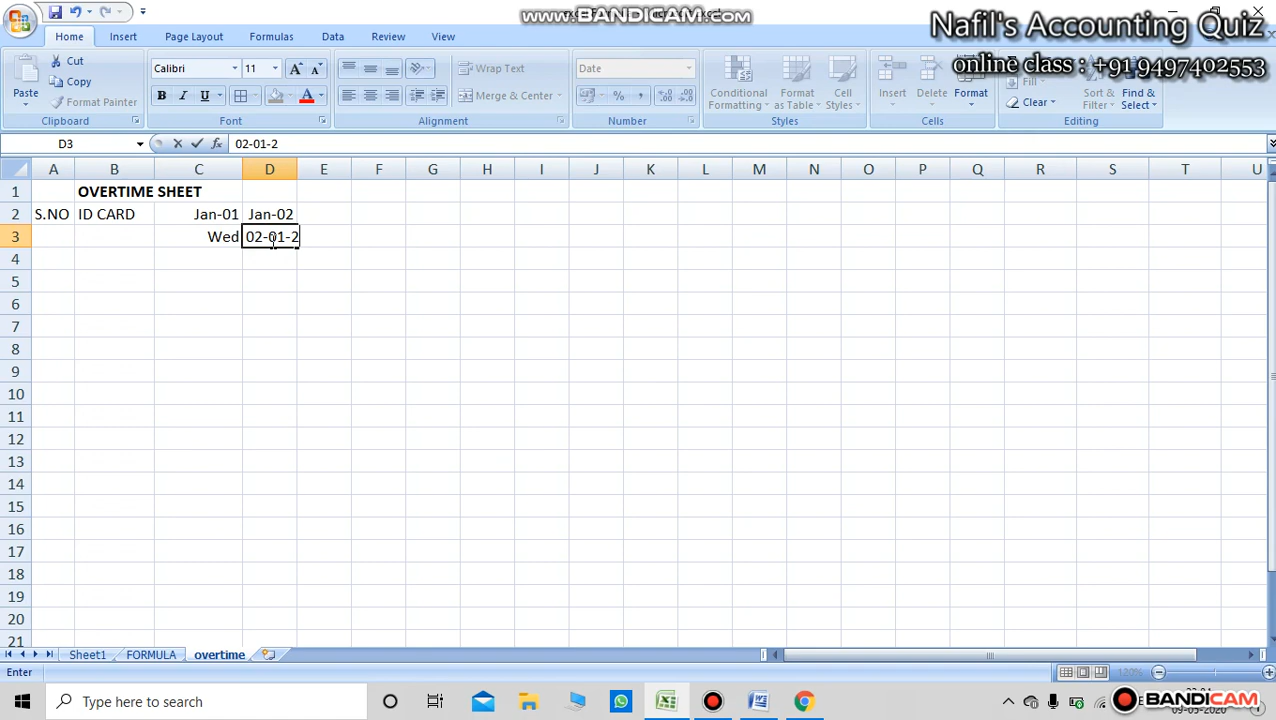 www.BANDICAM.com
Nafil's Accounting Quiz
online class : +91 9497402553
Home Insert Page Layout Formulas Data Review View
Paste
Cut
Copy
Format Painter
Clipboard
Calibri 11
B I U
Font
Wrap Text
Merge & Center
Alignment
Date
Number
Conditional Formatting
Format as Table
Cell Styles
Styles
Insert Delete Format
Cells
Fill
Clear
Sort & Filter
Find & Select
Editing
D3 fx 02-01-2
A B C D E F G H I J K L M N O P Q R S T U
1 OVERTIME SHEET
2 S.NO ID CARD Jan-01 Jan-02
3 Wed 02-01-2
4
5
6
7
8
9
10
11
12
13
14
15
16
17
18
19
20
21
Sheet1 FORMULA overtime
Enter 120%
Type here to search
09-05-2020
BANDICAM